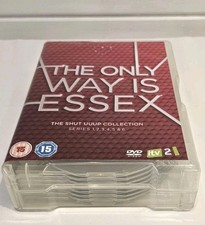 THE ONLY
WAY IS
ESSEX
THE SHUT UUUP COLLECTION
SERIES 1,2,3,4,5 & 6
15
15
DVD
itv 2